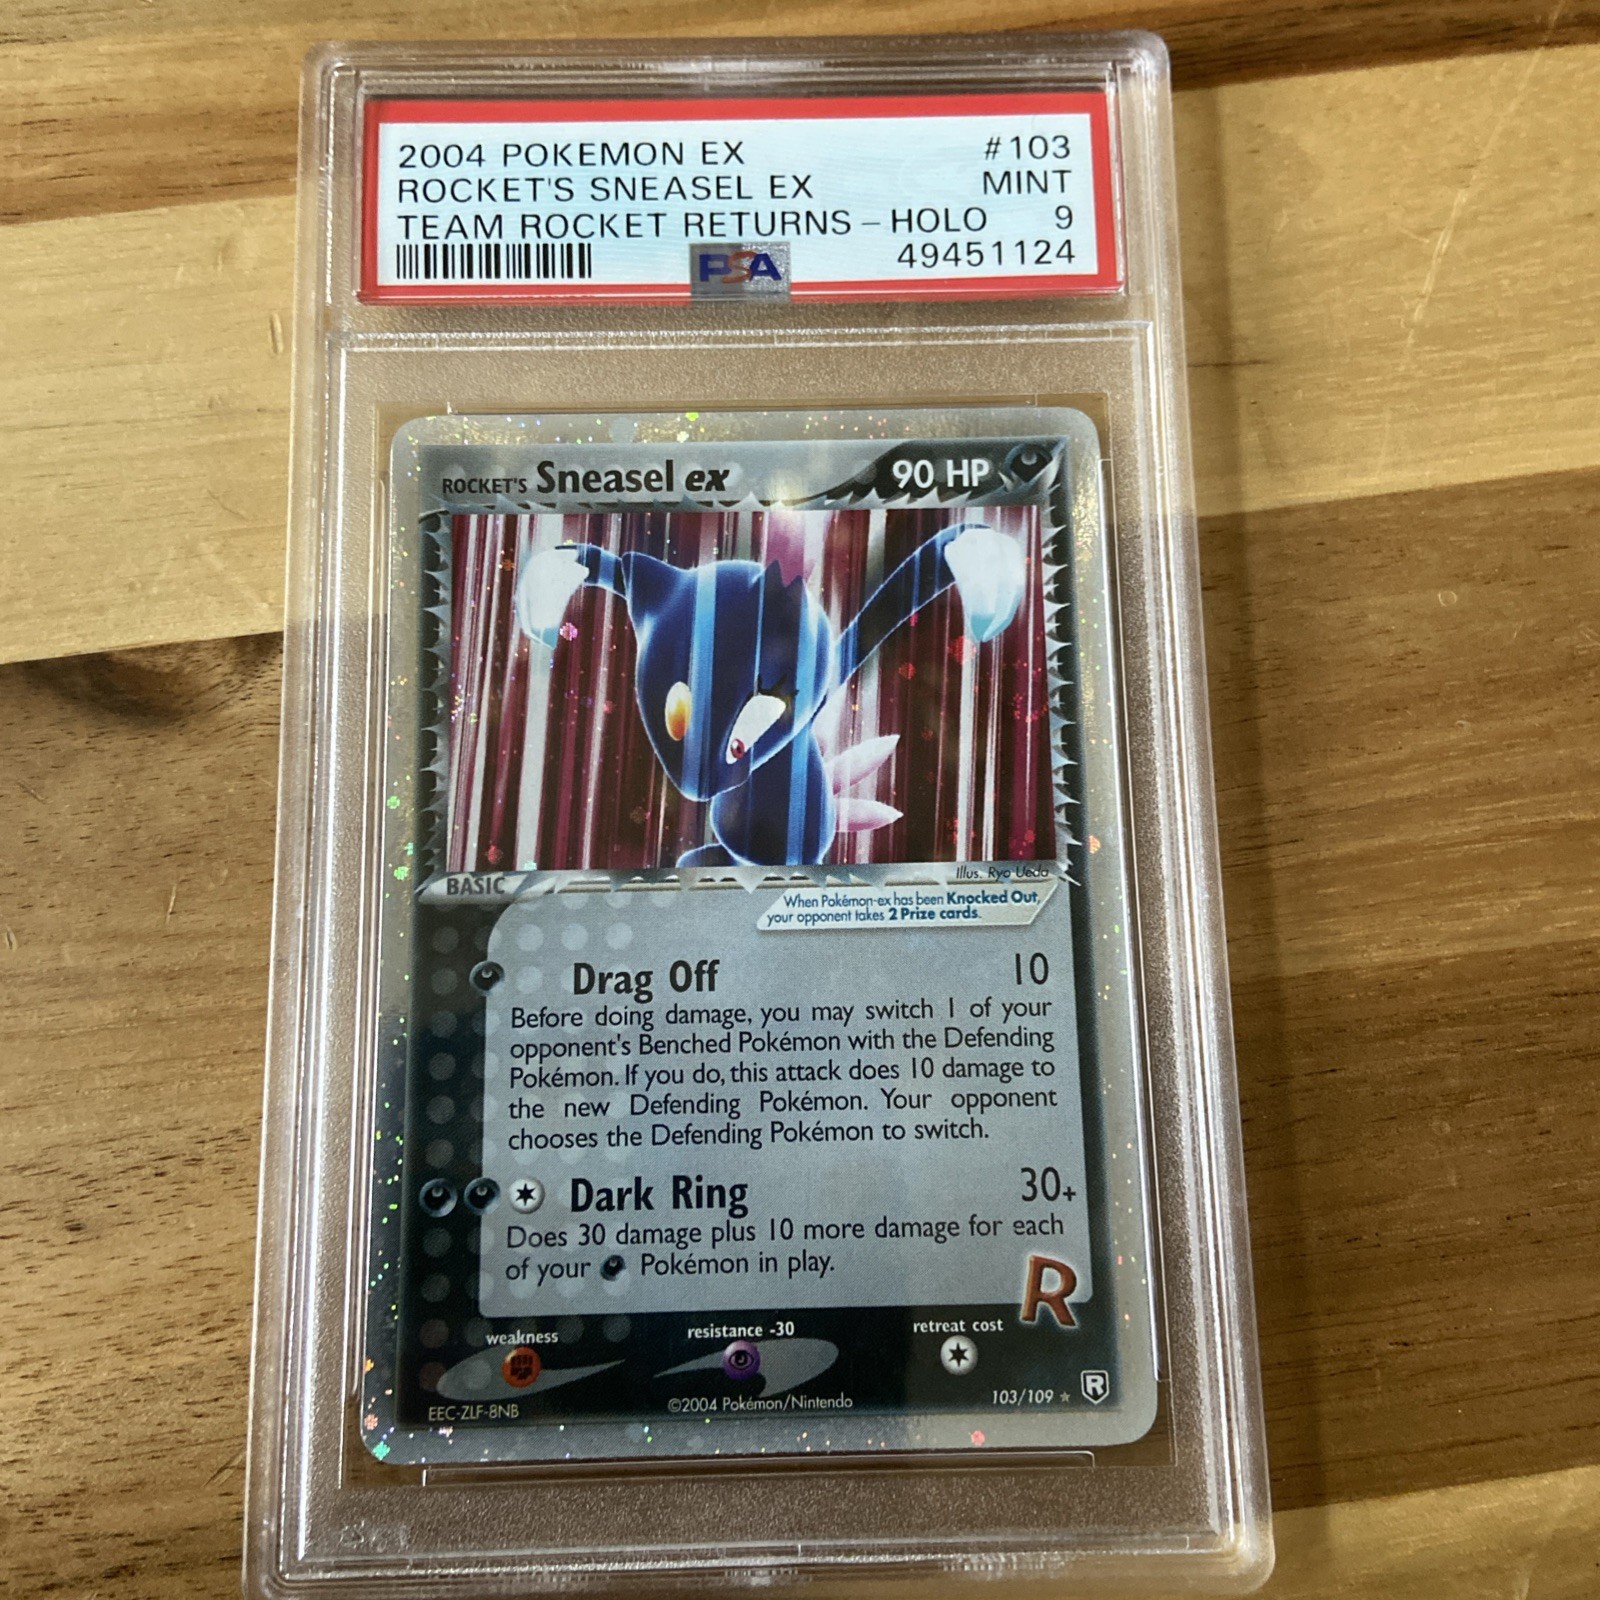 2004 POKEMON EX #103
ROCKET'S SNEASEL EX MINT
TEAM ROCKET RETURNS – HOLO 9
PSA 49451124
ROCKET'S Sneasel ex 90 HP
Illus. Ryo Ueda
BASIC
When Pokémon-ex has been Knocked Out,
your opponent takes 2 Prize cards.
Drag Off 10
Before doing damage, you may switch 1 of your
opponent's Benched Pokémon with the Defending
Pokémon. If you do, this attack does 10 damage to
the new Defending Pokémon. Your opponent
chooses the Defending Pokémon to switch.
Dark Ring 30+
Does 30 damage plus 10 more damage for each
of your Pokémon in play.
R
weakness resistance -30 retreat cost
EEC-ZLF-8NB ©2004 Pokémon/Nintendo 103/109 R